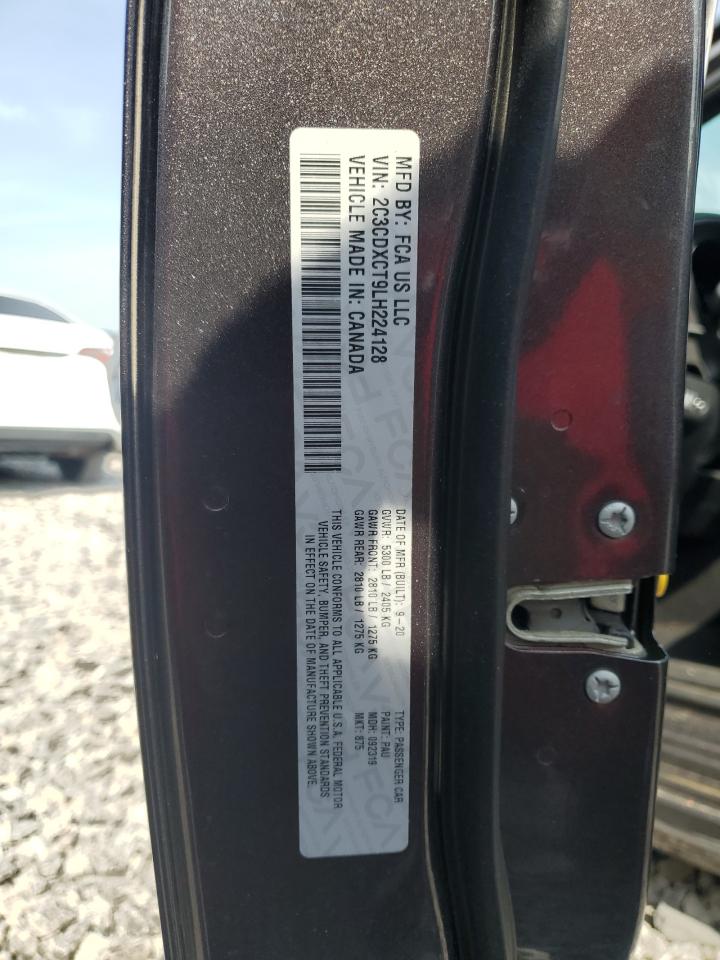 MFD BY: FCA US LLC
VIN: 2C3CDXCT9LH224128
VEHICLE MADE IN: CANADA
DATE OF MFR (BUILT): 9-20
GVWR: 5300 LB / 2405 KG
GAWR FRONT: 2810 LB / 1275 KG
GAWR REAR: 2810 LB / 1275 KG
TYPE: PASSENGER CAR
PAINT: PAU
MDH: 092319
MKT: 875
THIS VEHICLE CONFORMS TO ALL APPLICABLE U.S.A. FEDERAL MOTOR
VEHICLE SAFETY, BUMPER, AND THEFT PREVENTION STANDARDS
IN EFFECT ON THE DATE OF MANUFACTURE SHOWN ABOVE.